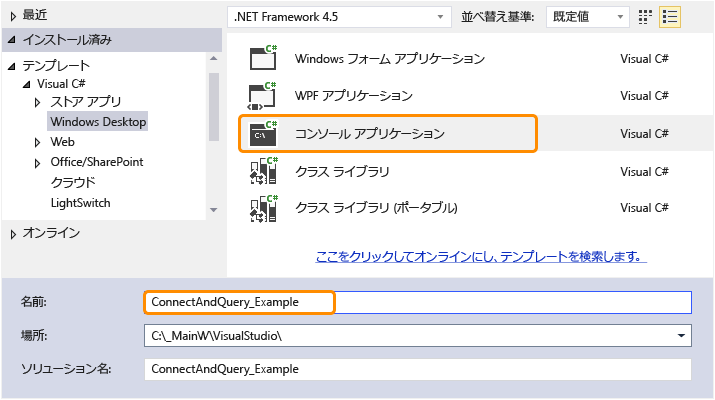 最近
インストール済み
テンプレート
Visual C#
ストア アプリ
Windows Desktop
Web
Office/SharePoint
クラウド
LightSwitch
オンライン
.NET Framework 4.5
並べ替え基準:
既定値
C#
Windows フォーム アプリケーション
Visual C#
C#
WPF アプリケーション
Visual C#
C#
C:\
コンソール アプリケーション
Visual C#
C#
クラス ライブラリ
Visual C#
C#
クラス ライブラリ (ポータブル)
Visual C#
ここをクリックしてオンラインにし、テンプレートを検索します。
名前:
ConnectAndQuery_Example
場所:
C:\_MainW\VisualStudio\
ソリューション名:
ConnectAndQuery_Example